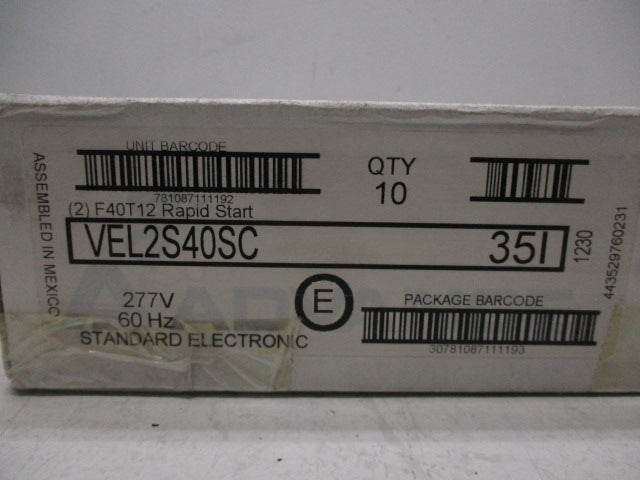 UNIT BARCODE
781087111192
QTY
10
(2) F40T12 Rapid Start
VEL2S40SC 35I
277V
60 Hz
STANDARD ELECTRONIC
E
PACKAGE BARCODE
30781087111193
ASSEMBLED IN MEXICO
1230
443529760231